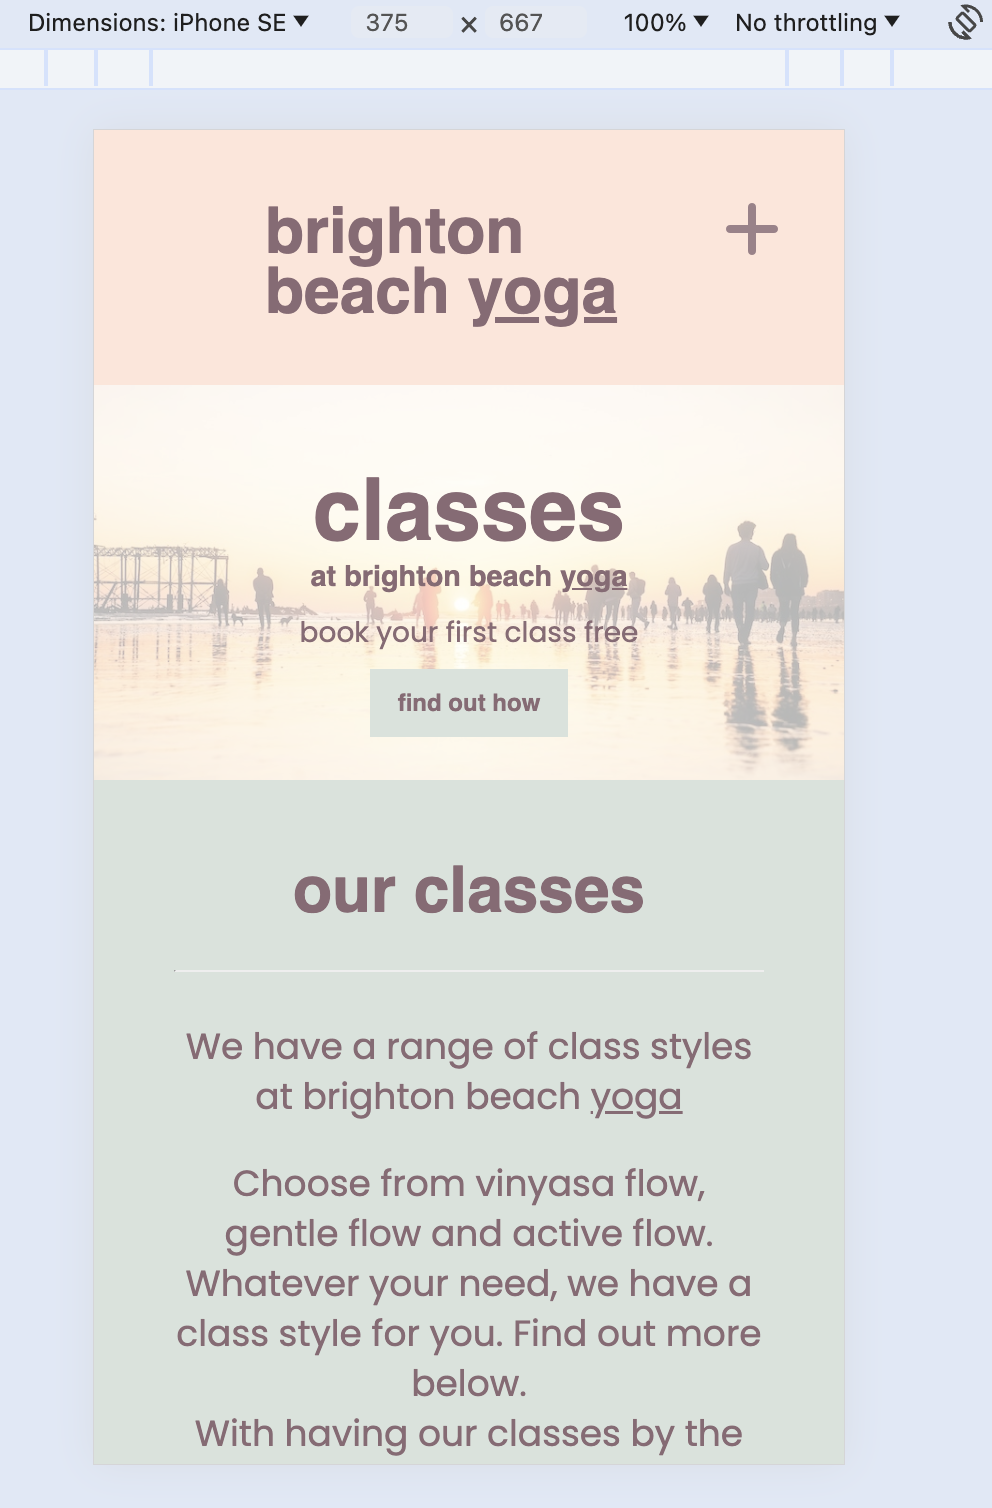 Dimensions: iPhone SE ▼ 375 × 667 100% ▼ No throttling ▼
brighton
beach yoga
classes
at brighton beach yoga
book your first class free
find out how
our classes
We have a range of class styles
at brighton beach yoga
Choose from vinyasa flow,
gentle flow and active flow.
Whatever your need, we have a
class style for you. Find out more
below.
With having our classes by the